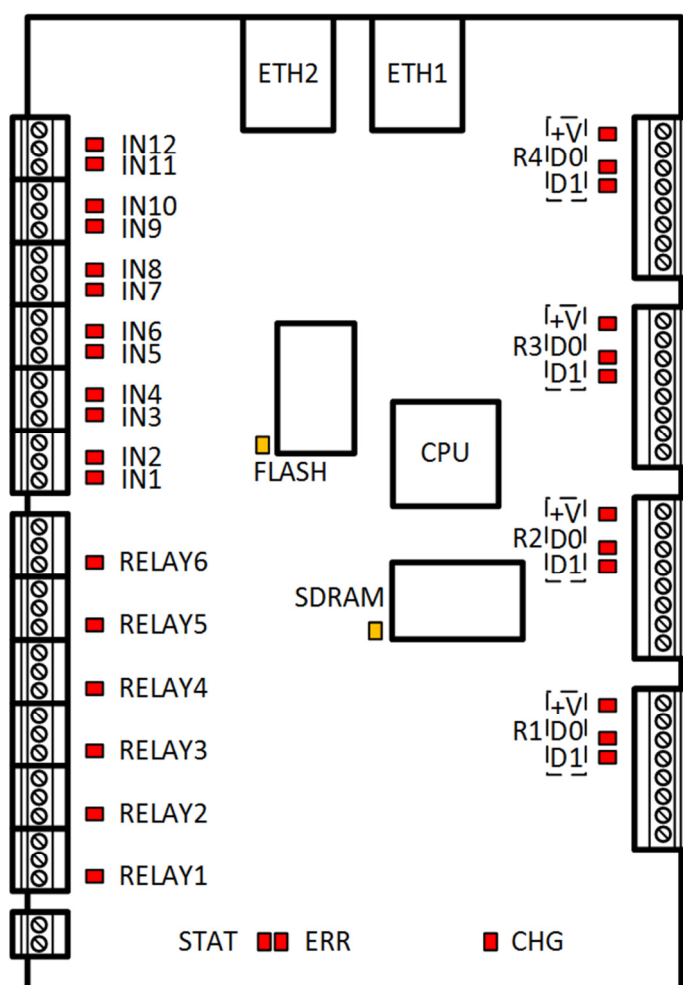 ETH2 ETH1
IN12
IN11
IN10
IN9
IN8
IN7
IN6
IN5
IN4
IN3
IN2
IN1
+V
R4 D0
D1
+V
R3 D0
D1
FLASH
CPU
+V
R2 D0
D1
SDRAM
+V
R1 D0
D1
RELAY6
RELAY5
RELAY4
RELAY3
RELAY2
RELAY1
STAT ERR CHG